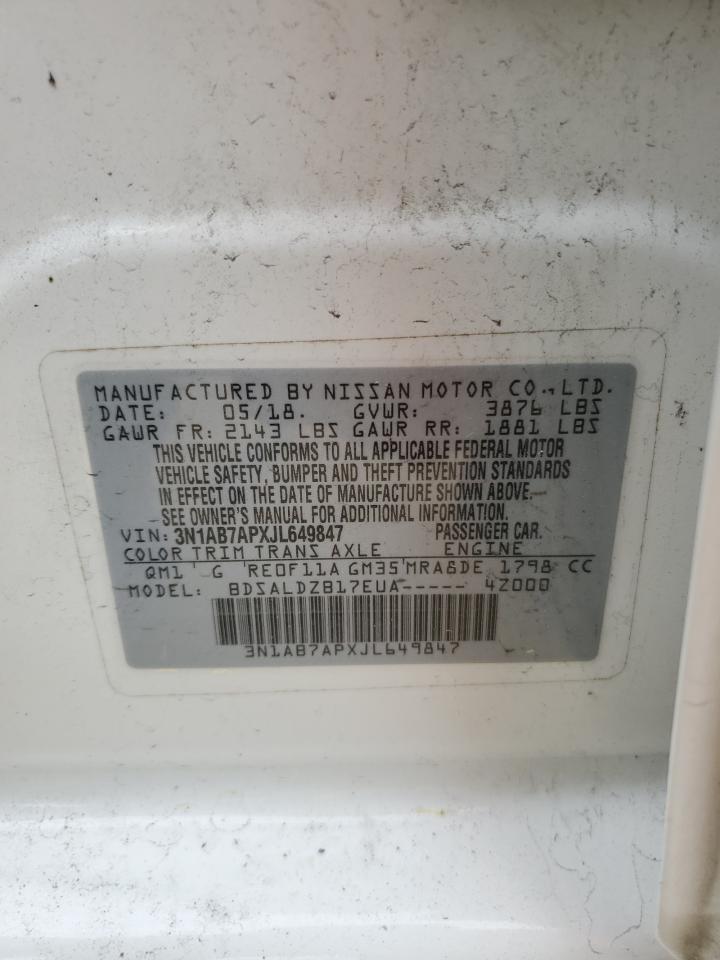 MANUFACTURED BY NISSAN MOTOR CO., LTD.
DATE: 05/18. GVWR: 3876 LBS
GAWR FR: 2143 LBS GAWR RR: 1881 LBS
THIS VEHICLE CONFORMS TO ALL APPLICABLE FEDERAL MOTOR
VEHICLE SAFETY, BUMPER AND THEFT PREVENTION STANDARDS
IN EFFECT ON THE DATE OF MANUFACTURE SHOWN ABOVE.
SEE OWNER'S MANUAL FOR ADDITIONAL INFORMATION.
VIN: 3N1AB7APXJL649847 PASSENGER CAR.
COLOR TRIM TRANS AXLE ENGINE
QM1 G RE0F11A GM35 MRA8DE 1798 CC
MODEL: BDSALDZB17EUA----- 4Z000
3N1AB7APXJL649847